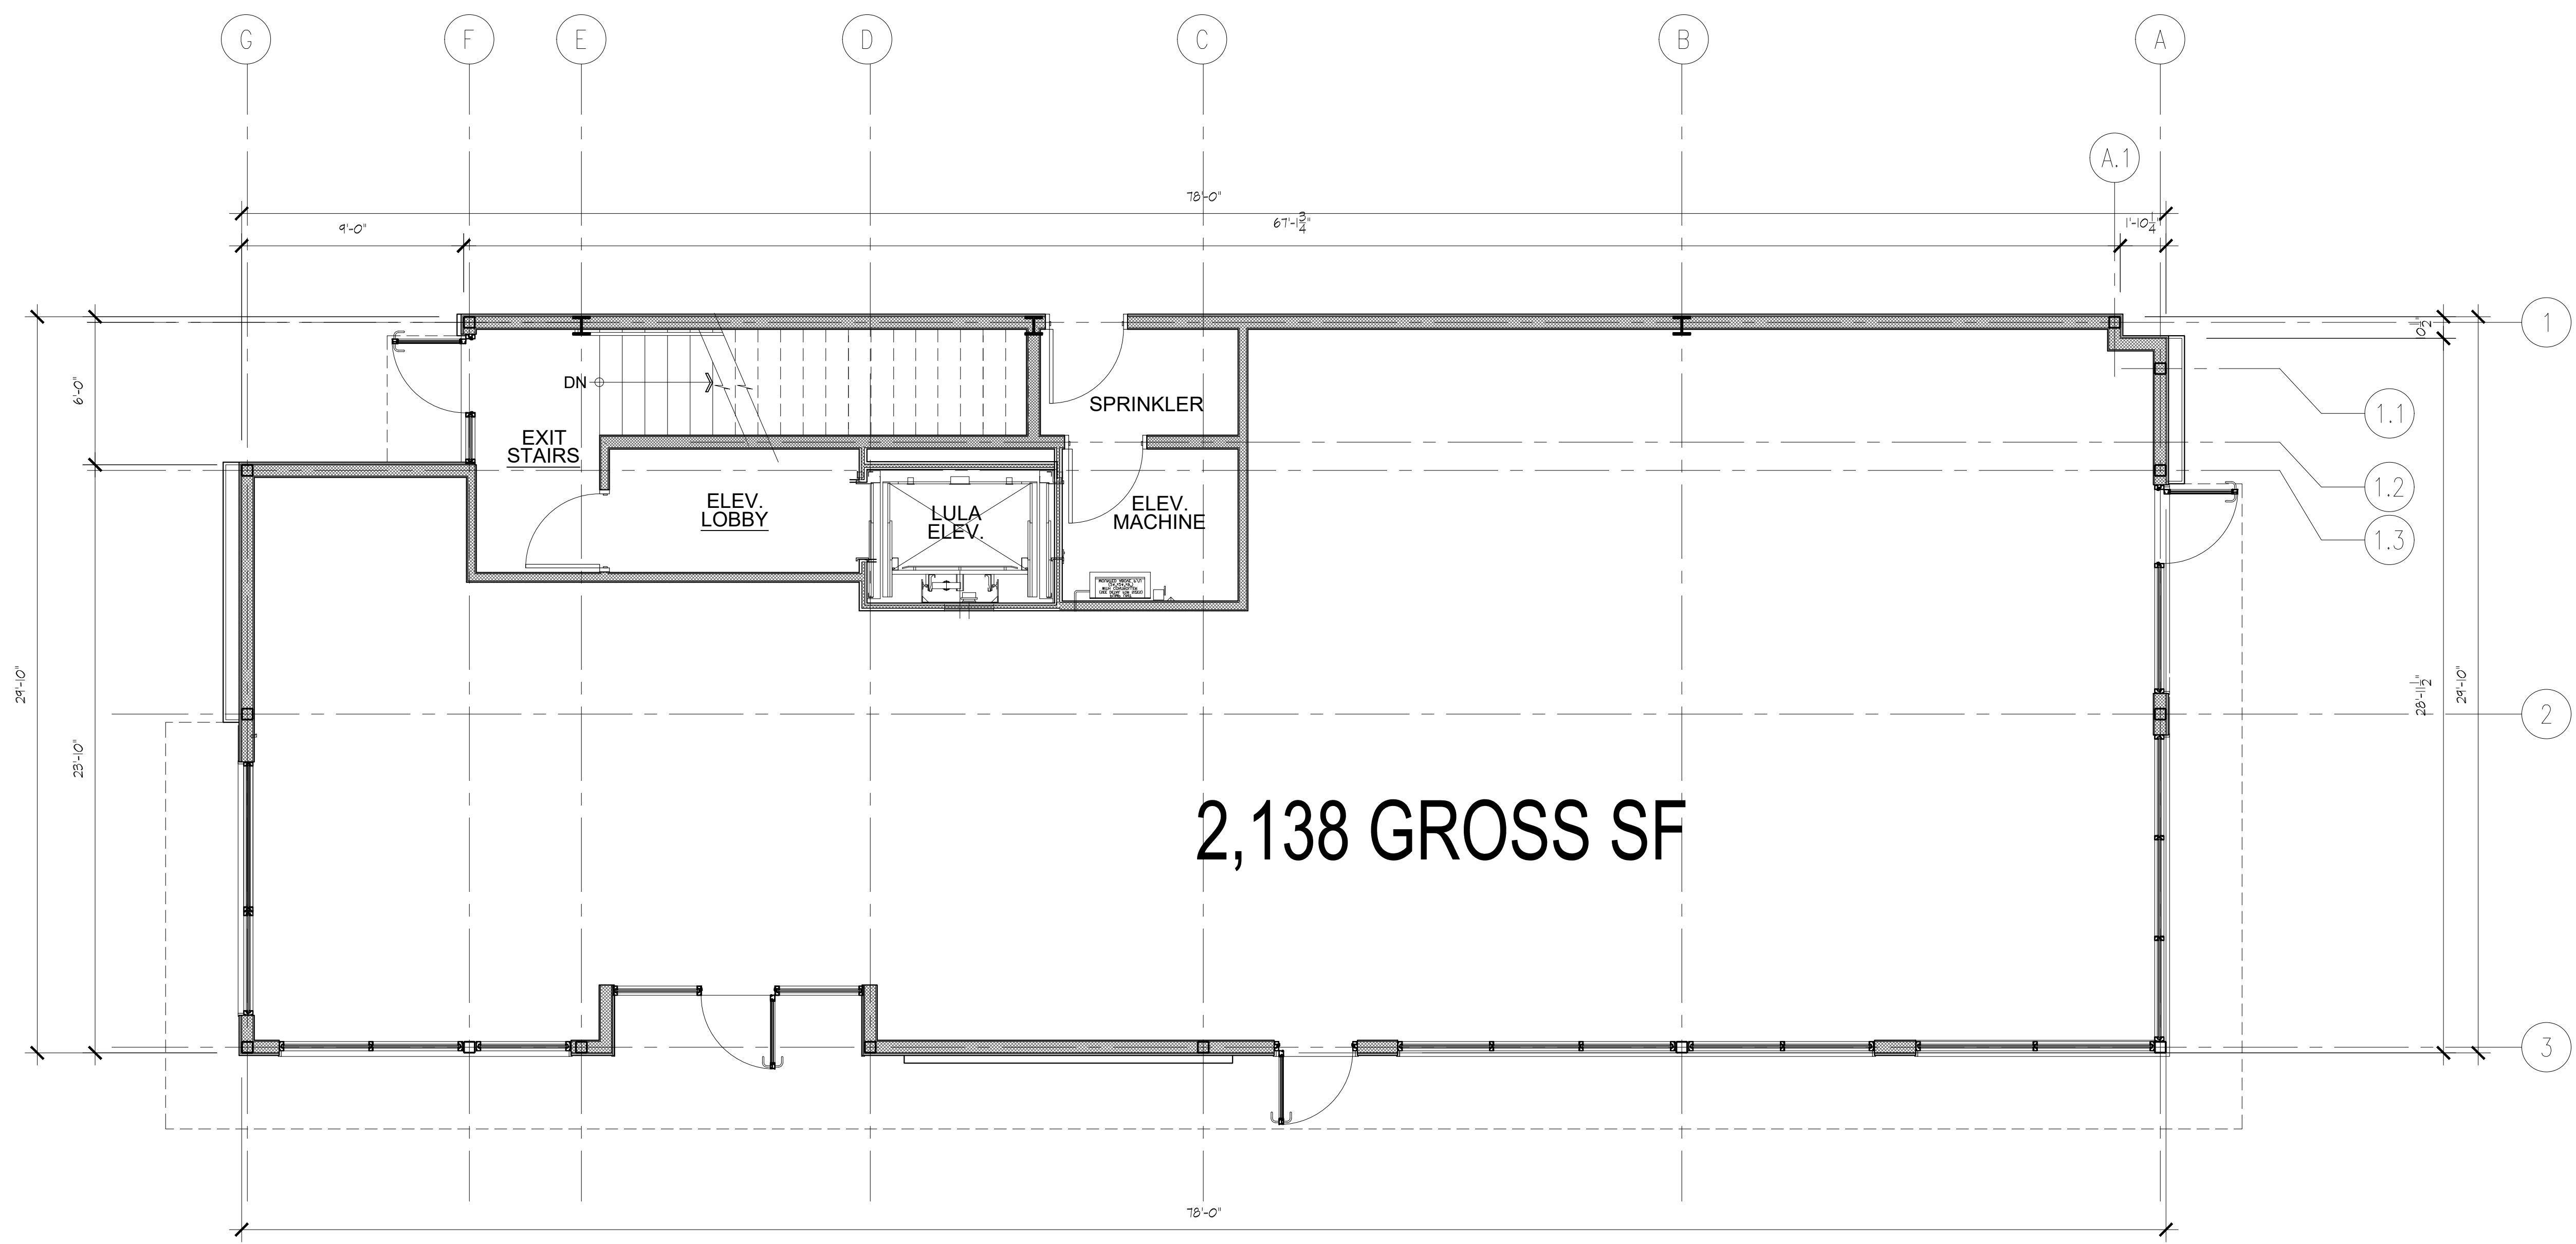 G F E D C B A
A.1
78'-0"
9'-0"
67'-1 3/4"
1'-10 1/4"
1
10 1/2"
6'-0"
DN
SPRINKLER
1.1
EXIT
STAIRS
1.2
ELEV.
LOBBY
LULA
ELEV.
ELEV.
MACHINE
1.3
29'-10"
28'-11 1/2"
29'-10"
2
23'-10"
2,138 GROSS SF
3
78'-0"